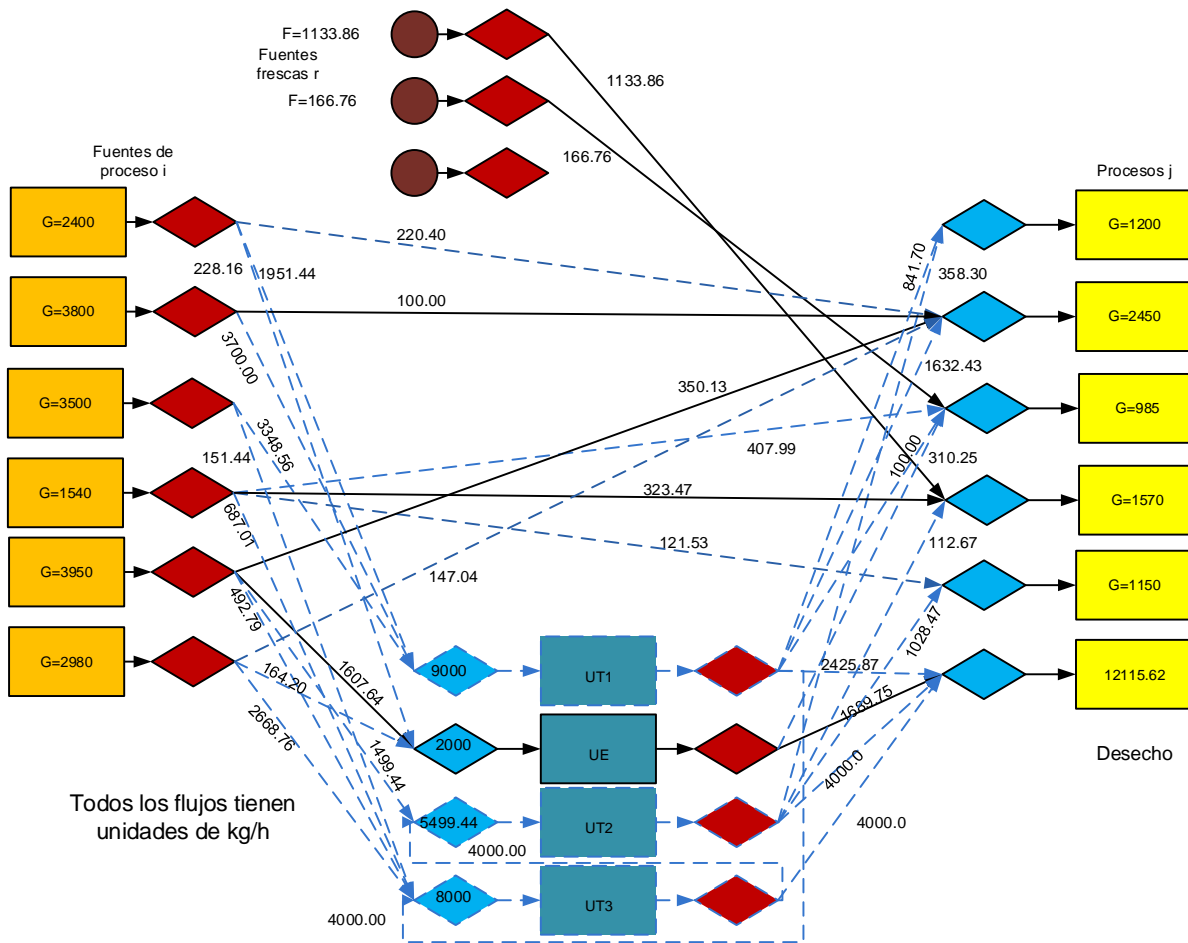 F=1133.86
Fuentes
frescas r
F=166.76
1133.86
166.76
Fuentes de
proceso i
Procesos j
G=2400
G=3800
G=3500
G=1540
G=3950
G=2980
220.40
228.16
1951.44
100.00
3700.00
350.13
3348.56
151.44
407.99
687.01
323.47
121.53
147.04
492.79
164.20
1607.64
2668.76
1499.44
841.70
358.30
1632.43
100.00
310.25
112.67
1028.47
2425.87
1689.75
4000.0
4000.0
G=1200
G=2450
G=985
G=1570
G=1150
12115.62
Desecho
9000
UT1
2000
UE
5499.44
UT2
4000.00
8000
UT3
4000.00
Todos los flujos tienen
unidades de kg/h